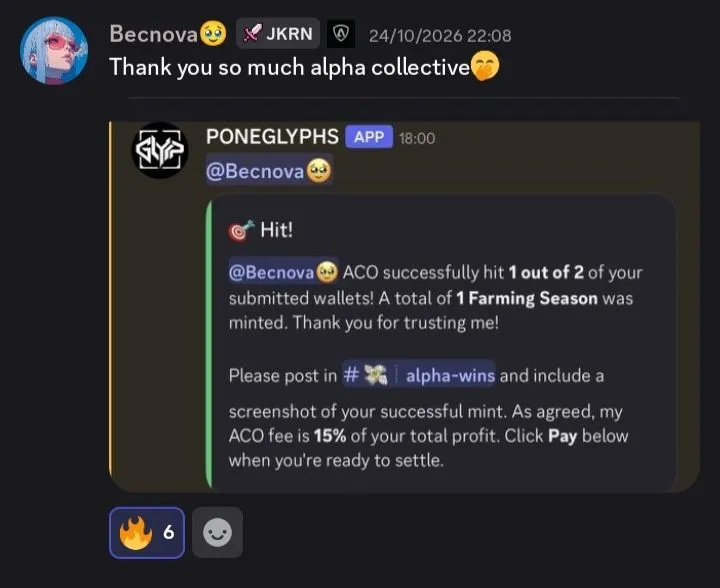 Becnova🥹 JKRN 24/10/2026 22:08
Thank you so much alpha collective🤭
GLYP
PONEGLYPHS APP 18:00
@Becnova🥹
🎯 Hit!
@Becnova🥹 ACO successfully hit 1 out of 2 of your
submitted wallets! A total of 1 Farming Season was
minted. Thank you for trusting me!
Please post in #💸┊alpha-wins and include a
screenshot of your successful mint. As agreed, my
ACO fee is 15% of your total profit. Click Pay below
when you're ready to settle.
🔥 6